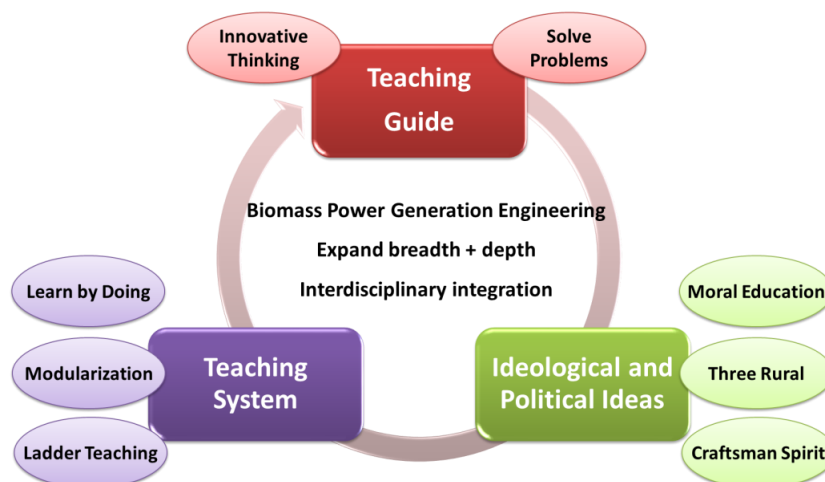 Innovative
Thinking
Solve
Problems
Teaching
Guide
Biomass Power Generation Engineering
Expand breadth + depth
Interdisciplinary integration
Learn by Doing
Modularization
Ladder Teaching
Teaching
System
Ideological and
Political Ideas
Moral Education
Three Rural
Craftsman Spirit